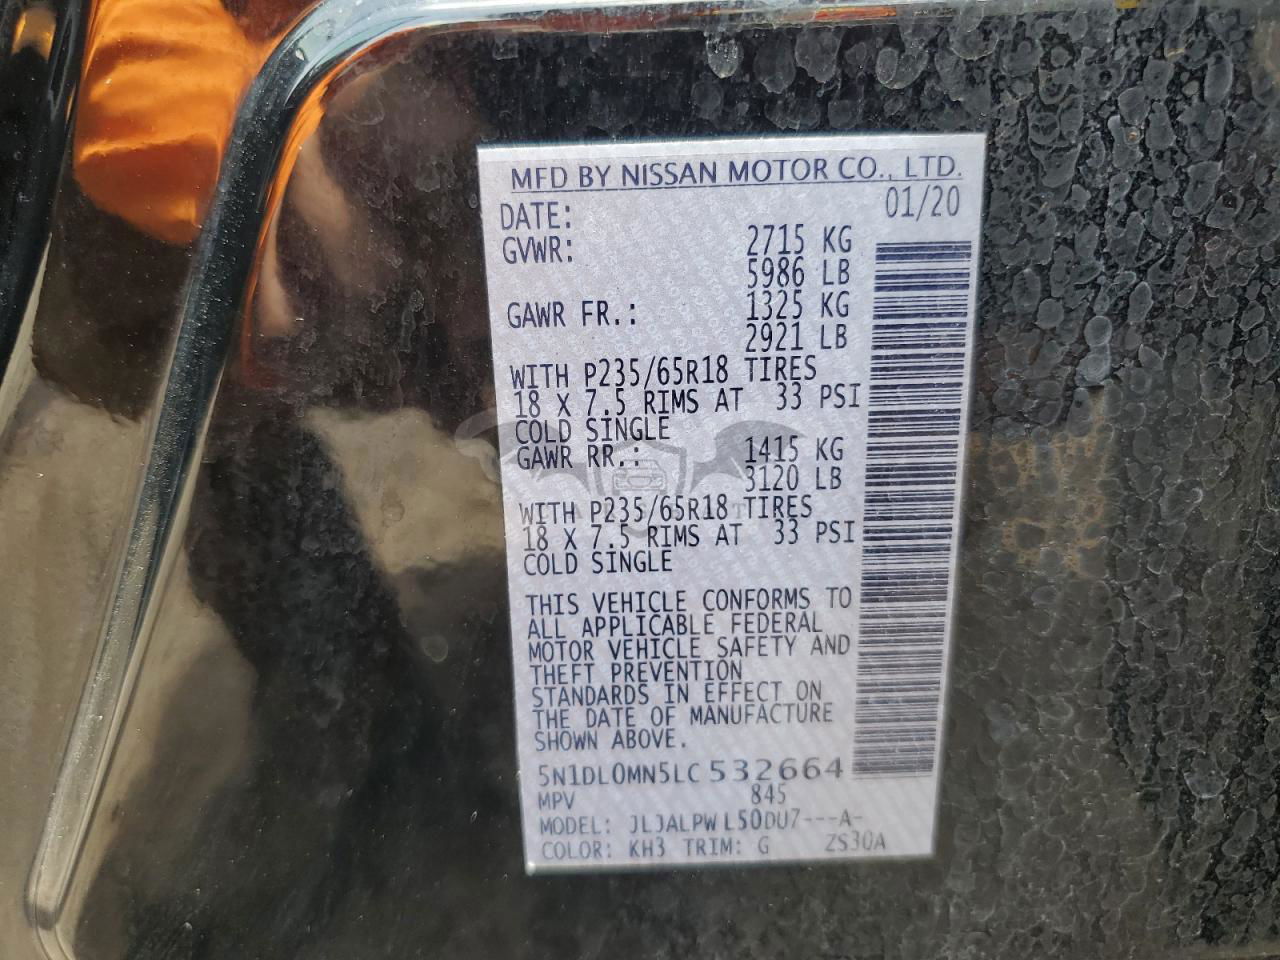 MFD BY NISSAN MOTOR CO., LTD.
DATE: 01/20
GVWR: 2715 KG
5986 LB
GAWR FR.: 1325 KG
2921 LB
WITH P235/65R18 TIRES
18 X 7.5 RIMS AT 33 PSI
COLD SINGLE
GAWR RR.: 1415 KG
3120 LB
WITH P235/65R18 TIRES
18 X 7.5 RIMS AT 33 PSI
COLD SINGLE
THIS VEHICLE CONFORMS TO
ALL APPLICABLE FEDERAL
MOTOR VEHICLE SAFETY AND
THEFT PREVENTION
STANDARDS IN EFFECT ON
THE DATE OF MANUFACTURE
SHOWN ABOVE.
5N1DL0MN5LC532664
MPV 845
MODEL: JLJALPWL50DU7---A-
COLOR: KH3 TRIM: G ZS30A